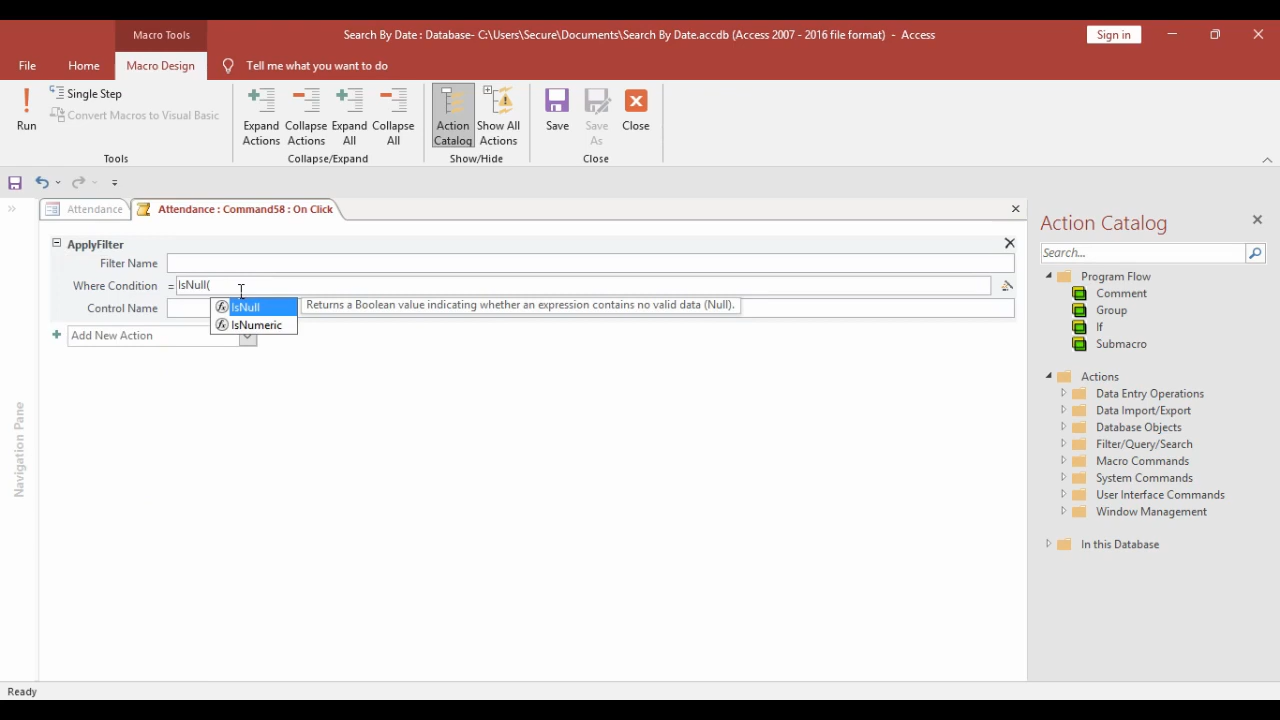 Macro Tools
Search By Date : Database- C:\Users\Secure\Documents\Search By Date.accdb (Access 2007 - 2016 file format) - Access
Sign in
File
Home
Macro Design
Tell me what you want to do
Run
Single Step
Convert Macros to Visual Basic
Tools
Expand Actions
Collapse Actions
Expand All
Collapse All
Collapse/Expand
Action Catalog
Show All Actions
Show/Hide
Save
Save As
Close
Close
Attendance
Attendance : Command58 : On Click
ApplyFilter
Filter Name
Where Condition = IsNull(
IsNull
Returns a Boolean value indicating whether an expression contains no valid data (Null).
IsNumeric
Control Name
Add New Action
Navigation Pane
Action Catalog
Search...
Program Flow
Comment
Group
If
Submacro
Actions
Data Entry Operations
Data Import/Export
Database Objects
Filter/Query/Search
Macro Commands
System Commands
User Interface Commands
Window Management
In this Database
Ready